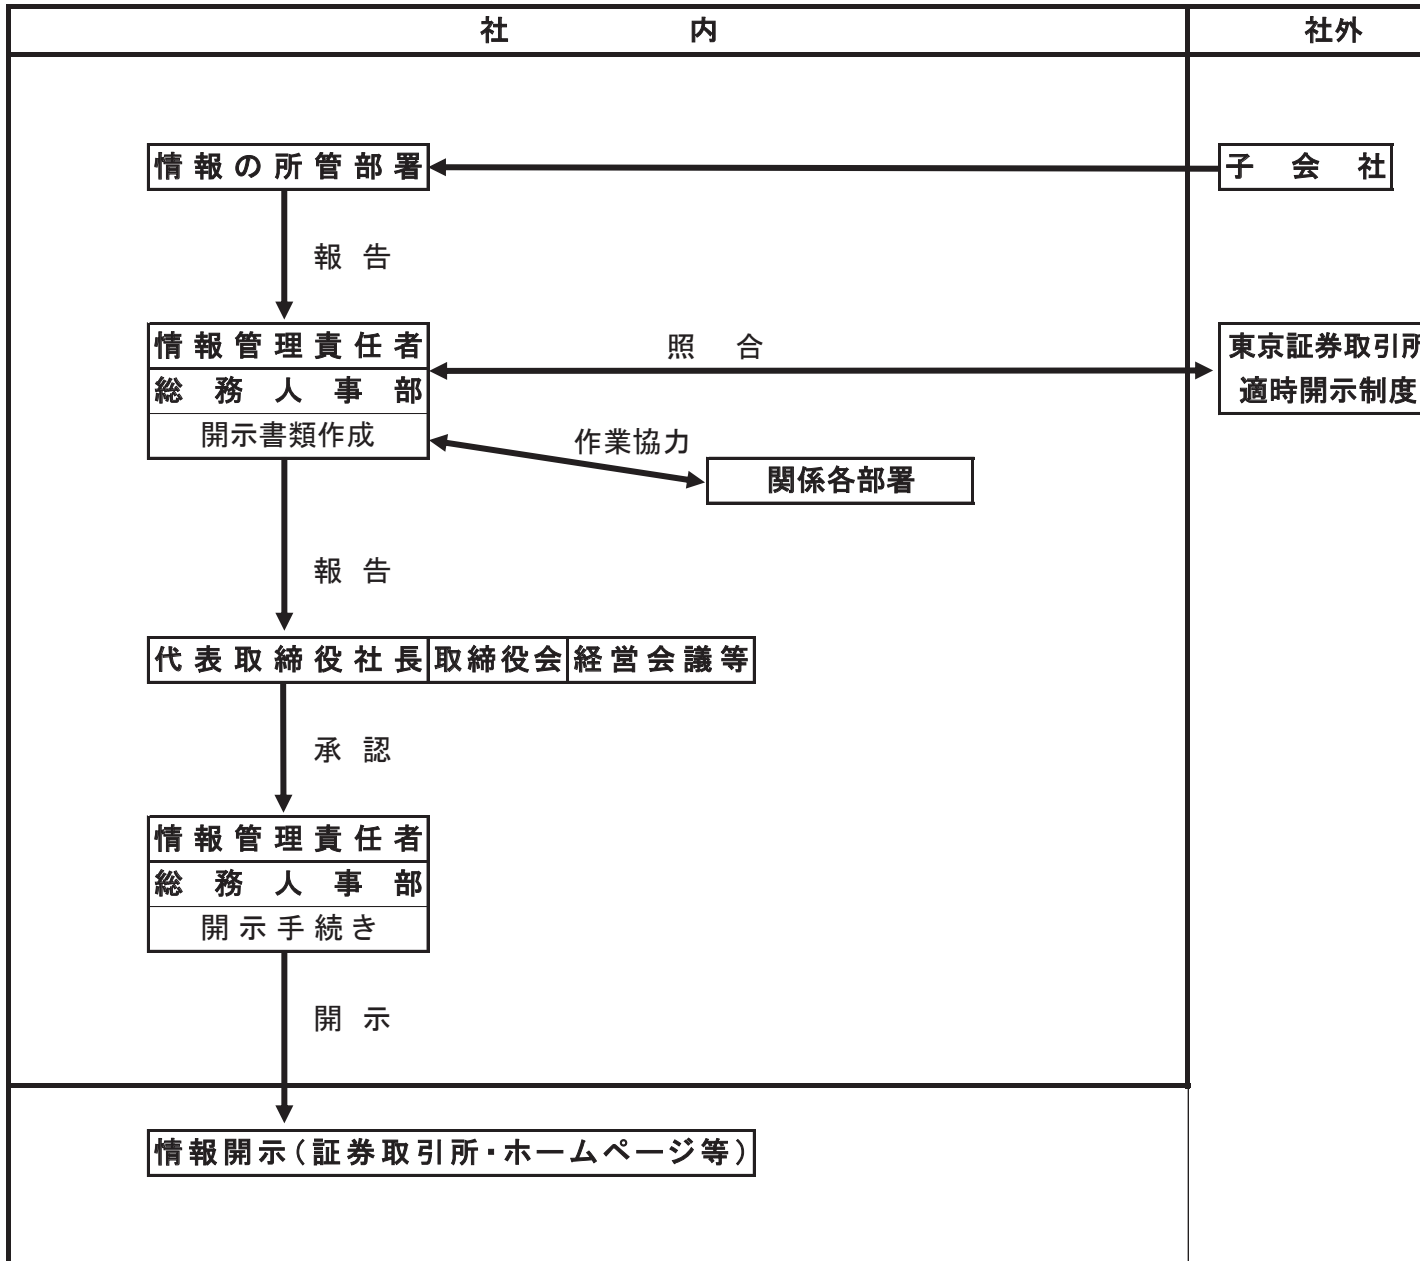 社内
社外
情報の所管部署
子会社
報告
情報管理責任者
照合
東京証券取引所
総務人事部
適時開示制度
開示書類作成
作業協力
関係各部署
報告
代表取締役社長 取締役会 経営会議等
承認
情報管理責任者
総務人事部
開示手続き
開示
情報開示(証券取引所・ホームページ等)